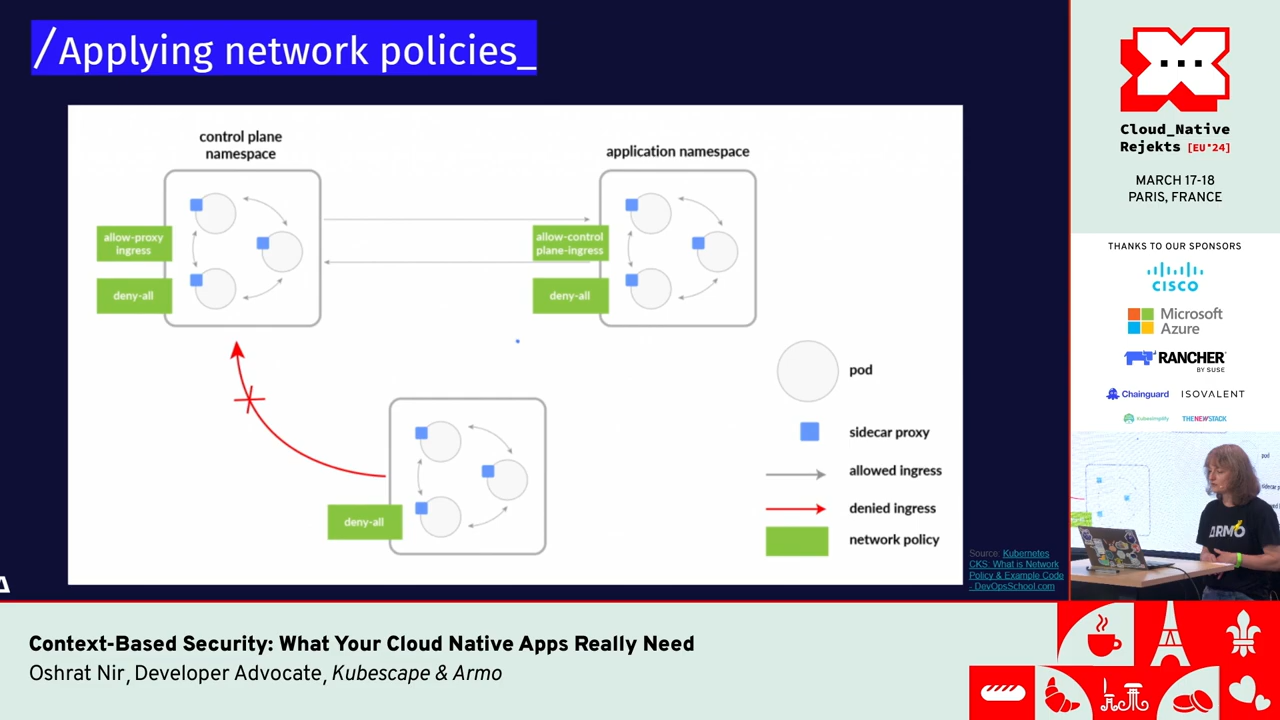 /Applying network policies_
control plane
namespace
application namespace
allow-proxy
ingress
deny-all
allow-control
plane-ingress
deny-all
deny-all
pod
sidecar proxy
allowed ingress
denied ingress
network policy
Source: Kubernetes
CKS: What is Network
Policy & Example Code
- DevOpsSchool.com
Cloud_Native
Rejekts [EU*24]
MARCH 17-18
PARIS, FRANCE
THANKS TO OUR SPONSORS
CISCO
Microsoft
Azure
RANCHER
BY SUSE
Chainguard
ISOVALENT
kubesimplify
THENEWSTACK
pod
ARMO
Context-Based Security: What Your Cloud Native Apps Really Need
Oshrat Nir, Developer Advocate, Kubescape & Armo